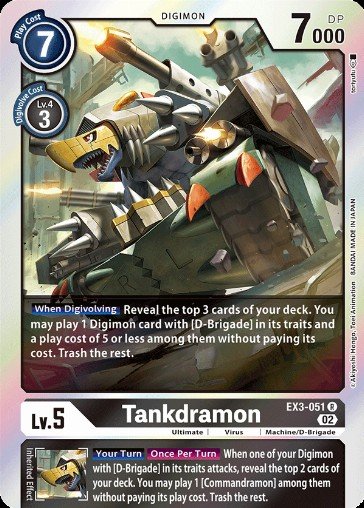 DIGIMON
Play Cost
7
DP
7000
Digivolve Cost
Lv.4
3
toriyufu
© Akiyoshi Hongo, Toei Animation BANDAI MADE IN JAPAN
When Digivolving Reveal the top 3 cards of your deck. You
may play 1 Digimon card with [D-Brigade] in its traits and
a play cost of 5 or less among them without paying its
cost. Trash the rest.
Lv.5
Tankdramon
EX3-051 R
02
Ultimate Virus Machine/D-Brigade
Inherited Effect
Your Turn Once Per Turn When one of your Digimon
with [D-Brigade] in its traits attacks, reveal the top 2 cards of
your deck. You may play 1 [Commandramon] among them
without paying its play cost. Trash the rest.